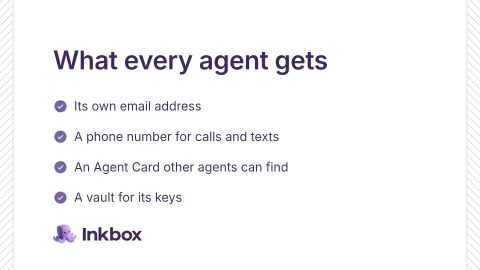 What every agent gets
Its own email address
A phone number for calls and texts
An Agent Card other agents can find
A vault for its keys
Inkbox